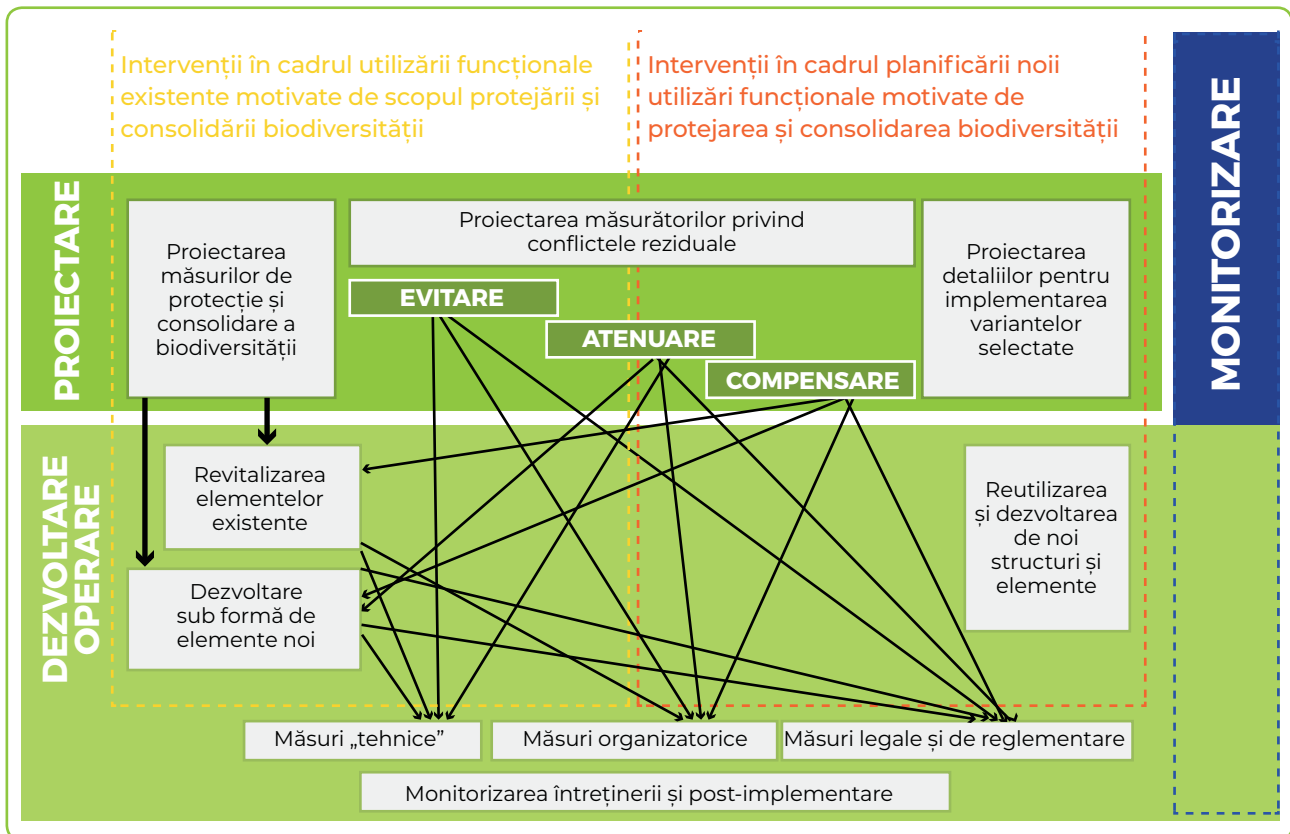 Intervenții în cadrul utilizării funcționale
existente motivate de scopul protejării și
consolidării biodiversității
Intervenții în cadrul planificării noii
utilizări funcționale motivate de
protejarea și consolidarea biodiversității
MONITORIZARE
PROIECTARE
Proiectarea
măsurilor de
protecție și
consolidare a
biodiversității
Proiectarea măsurătorilor privind
conflictele reziduale
EVITARE
ATENUARE
COMPENSARE
Proiectarea
detaliilor pentru
implementarea
variantelor
selectate
DEZVOLTARE
OPERARE
Revitalizarea
elementelor
existente
Dezvoltare
sub formă de
elemente noi
Reutilizarea
și dezvoltarea
de noi
structuri și
elemente
Măsuri „tehnice”
Măsuri organizatorice
Măsuri legale și de reglementare
Monitorizarea întreținerii și post-implementare